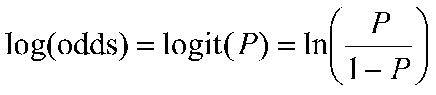 log(odds) = logit(P) = ln(P / (1 − P))